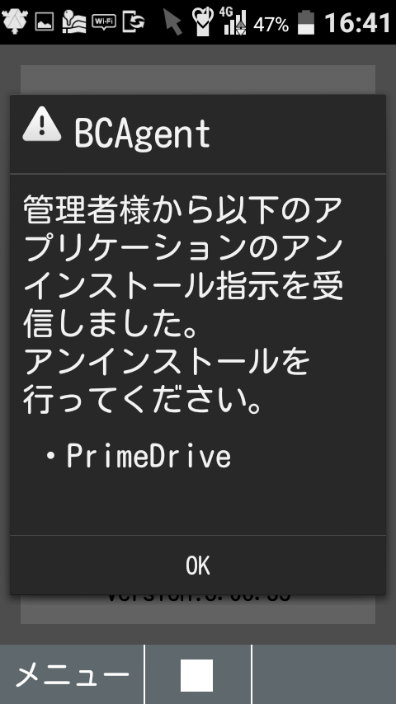 Wi-Fi
4G
47%
16:41
BCAgent
管理者様から以下のア
プリケーションのアン
インストール指示を受
信しました。
アンインストールを
行ってください。
・PrimeDrive
OK
メニュー